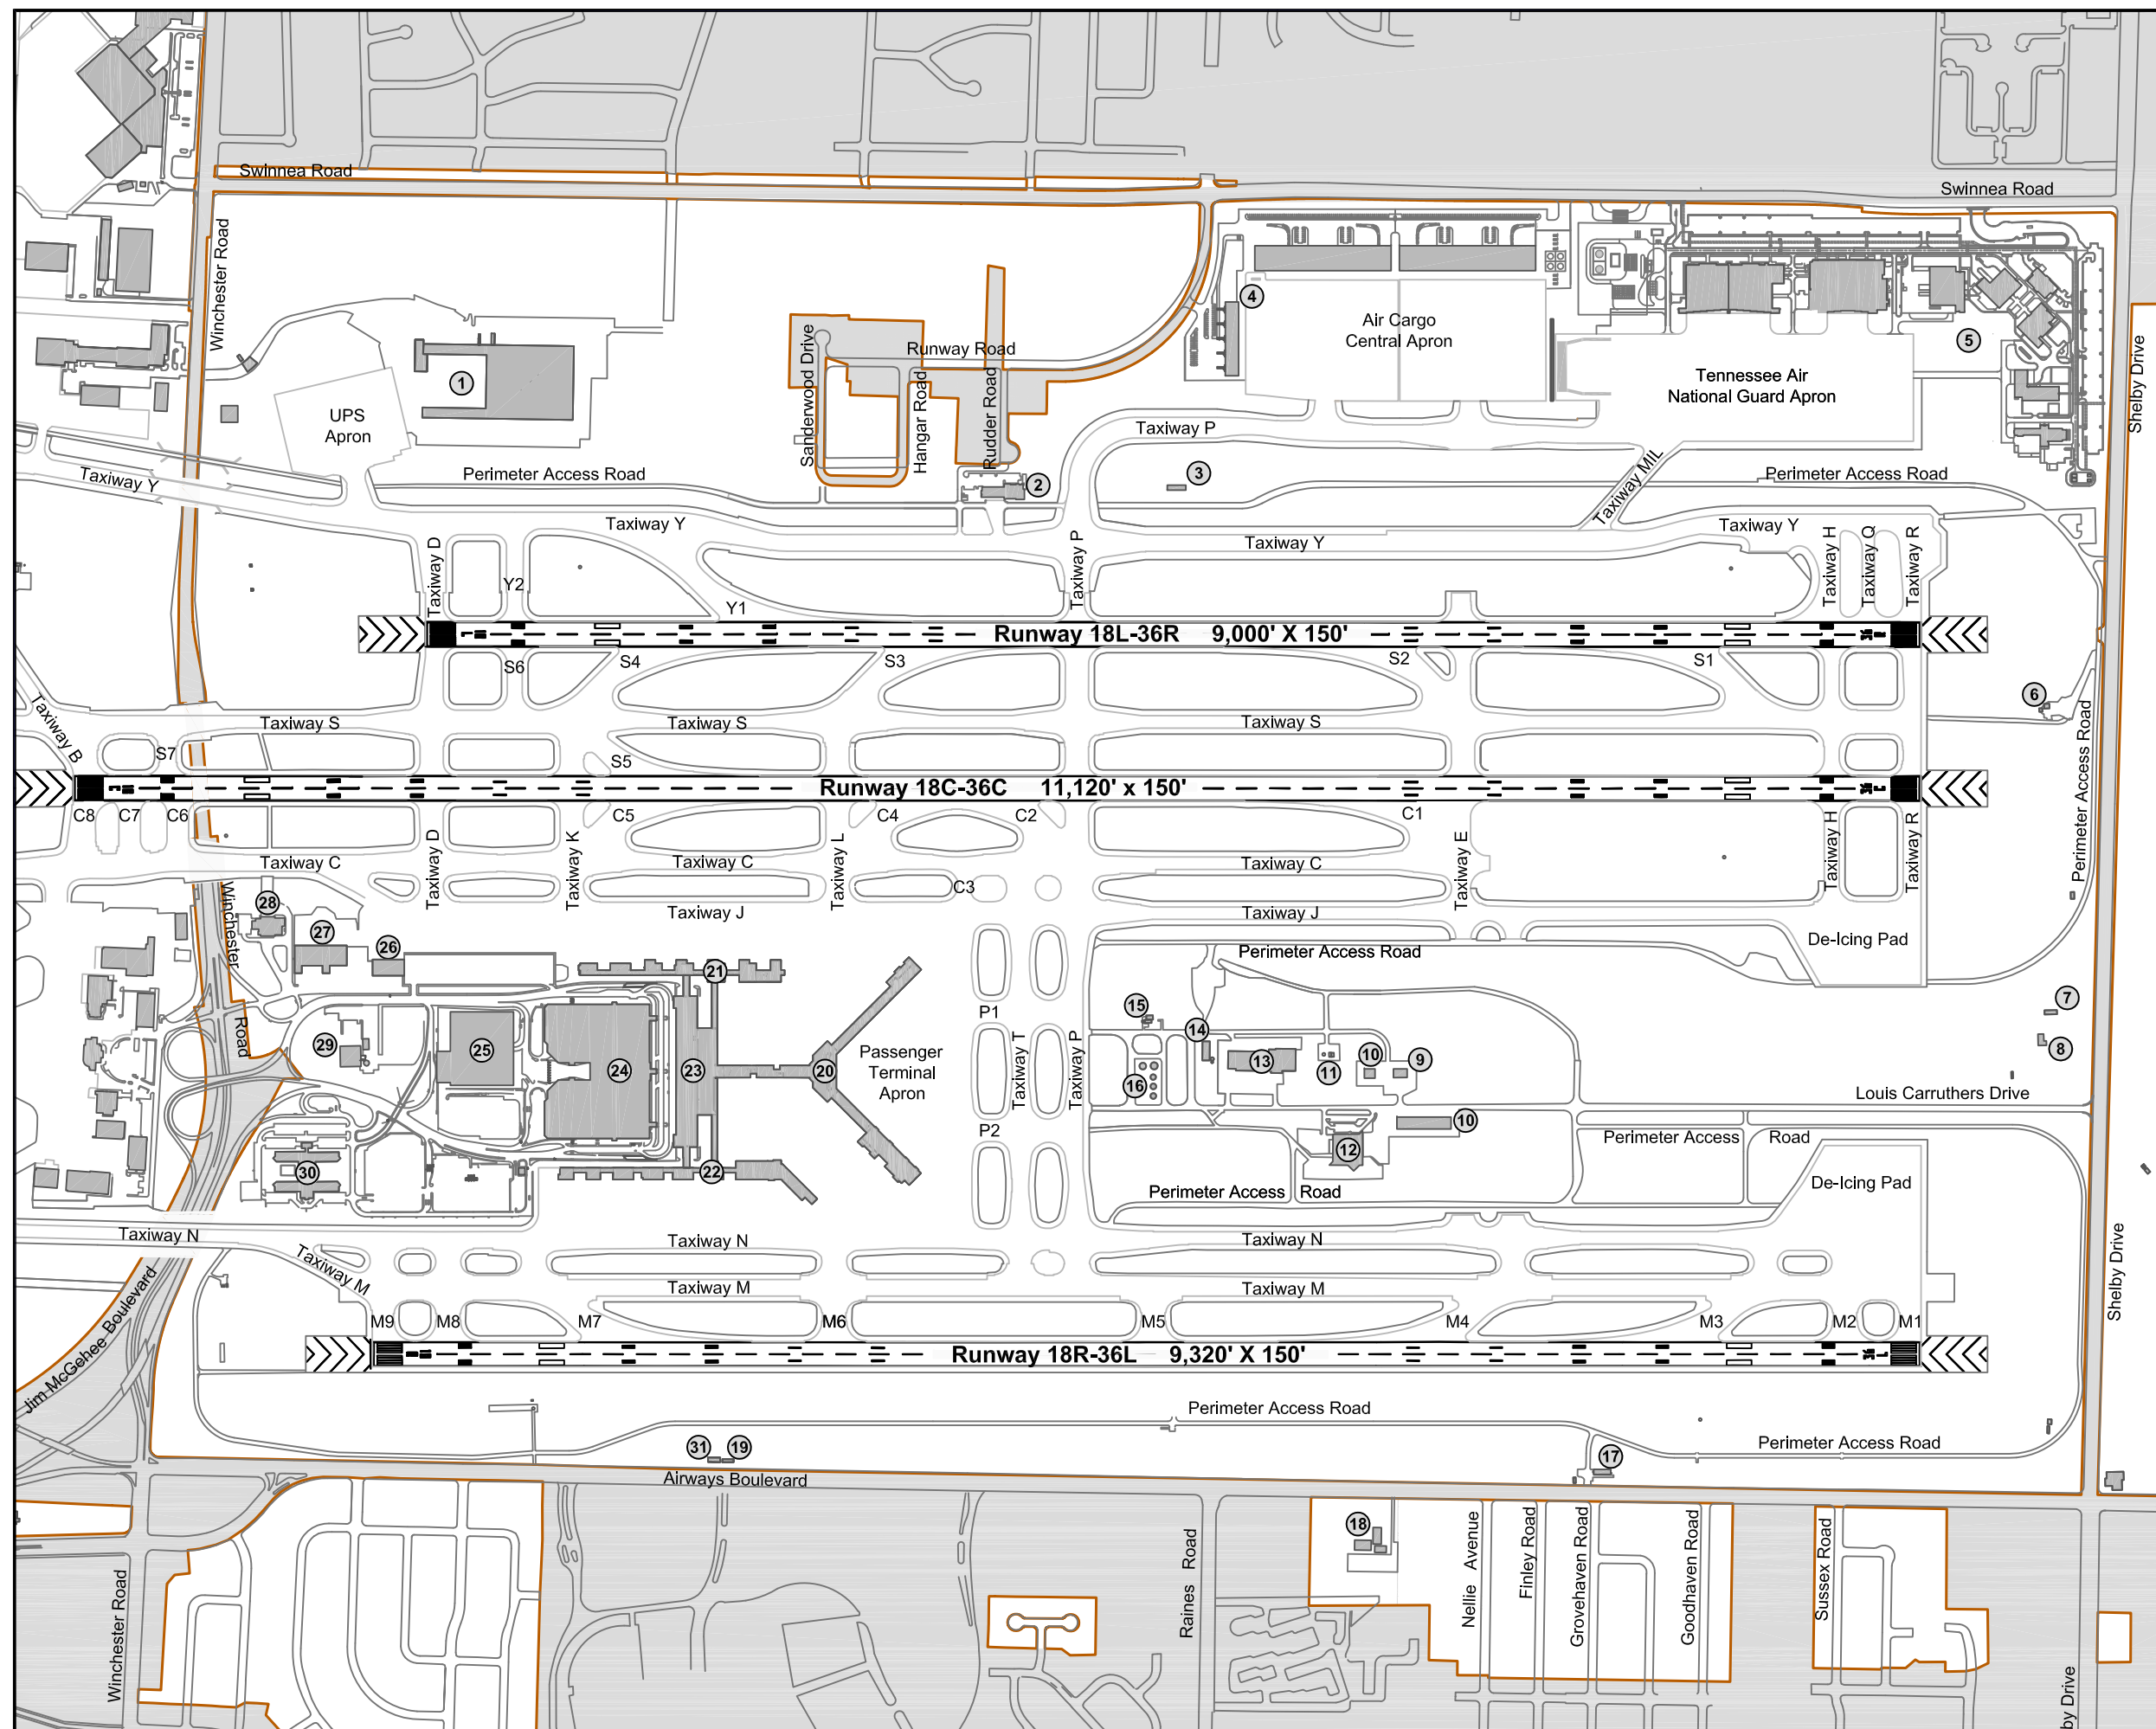 Swinnea Road
Swinnea Road
Winchester Road
4
Air Cargo
Central Apron
5
Shelby Drive
Sanderwood Drive
Runway Road
Hangar Road
Rudder Road
1
UPS
Apron
Tennessee Air
National Guard Apron
Taxiway P
Taxiway Y
Perimeter Access Road
2
3
Taxiway MIL
Perimeter Access Road
Taxiway Y
Taxiway Y
Taxiway Y
Taxiway D
Y2
Y1
Taxiway P
Taxiway H
Taxiway Q
Taxiway R
Runway 18L-36R 9,000' X 150'
S6
S4
S3
S2
S1
6
Taxiway B
Taxiway S
Taxiway S
Taxiway S
Perimeter Access Road
S7
S5
Runway 18C-36C 11,120' x 150'
C8
C7
C6
C5
C4
C2
C1
Taxiway D
Taxiway K
Taxiway L
Taxiway E
Taxiway H
Taxiway R
Taxiway C
Taxiway C
Taxiway C
C3
Taxiway J
Taxiway J
Winchester
Road
28
27
26
De-Icing Pad
Perimeter Access Road
21
7
15
P1
14
8
29
25
24
23
20
Passenger
Terminal
Apron
Taxiway T
Taxiway P
13
11
10
9
16
Louis Carruthers Drive
10
P2
Perimeter Access Road
12
30
22
De-Icing Pad
Perimeter Access Road
Taxiway N
Taxiway N
Taxiway N
Taxiway M
Taxiway M
Taxiway M
Shelby Drive
M9
M8
M7
M6
M5
M4
M3
M2
M1
Jim McGehee Boulevard
Runway 18R-36L 9,320' X 150'
Perimeter Access Road
Perimeter Access Road
31
19
17
Airways Boulevard
18
Winchester Road
Raines Road
Nellie Avenue
Finley Road
Grovehaven Road
Goodhaven Road
Sussex Road
by Drive